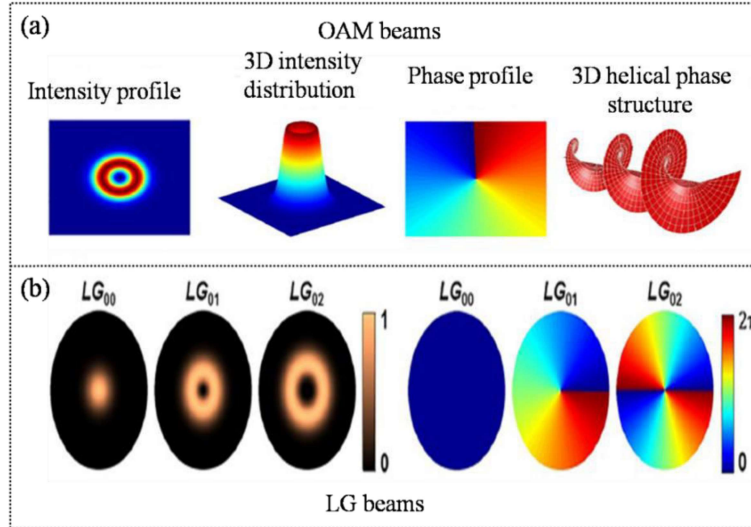 (a)
OAM beams
Intensity profile
3D intensity
distribution
Phase profile
3D helical phase
structure
(b)
LG₀₀
LG₀₁
LG₀₂
1
0
LG₀₀
LG₀₁
LG₀₂
0
LG beams